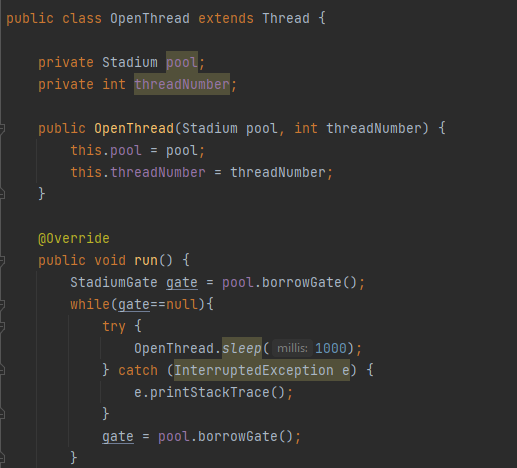 public class OpenThread extends Thread {
private Stadium pool;
private int threadNumber;
public OpenThread(Stadium pool, int threadNumber) {
this.pool = pool;
this.threadNumber = threadNumber;
}
@Override
public void run() {
StadiumGate gate = pool.borrowGate();
while(gate==null){
try {
OpenThread.sleep( millis: 1000);
} catch (InterruptedException e) {
e.printStackTrace();
}
gate = pool.borrowGate();
}